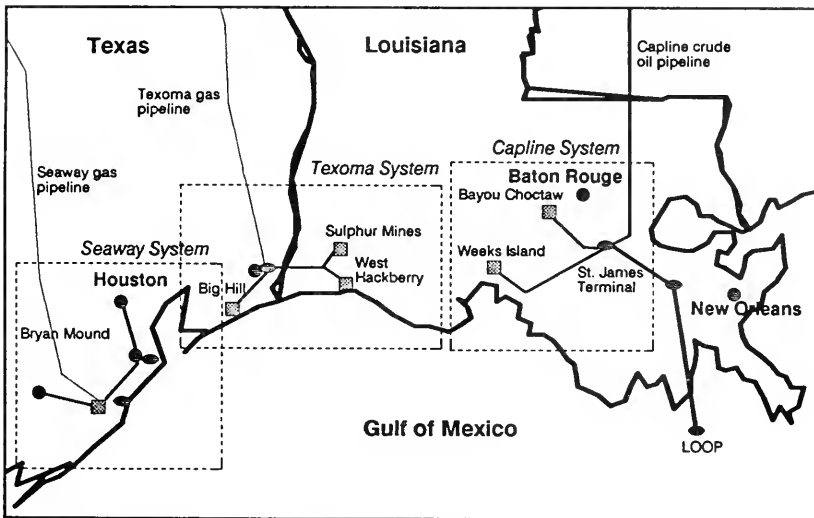 Texas
Louisiana
Capline crude
oil pipeline
Texoma gas
pipeline
Seaway gas
pipeline
Texoma System
Capline System
Baton Rouge
Bayou Choctaw
Sulphur Mines
Seaway System
West
Hackberry
Weeks Island
Houston
Big Hill
St. James
Terminal
New Orleans
Bryan Mound
Gulf of Mexico
LOOP